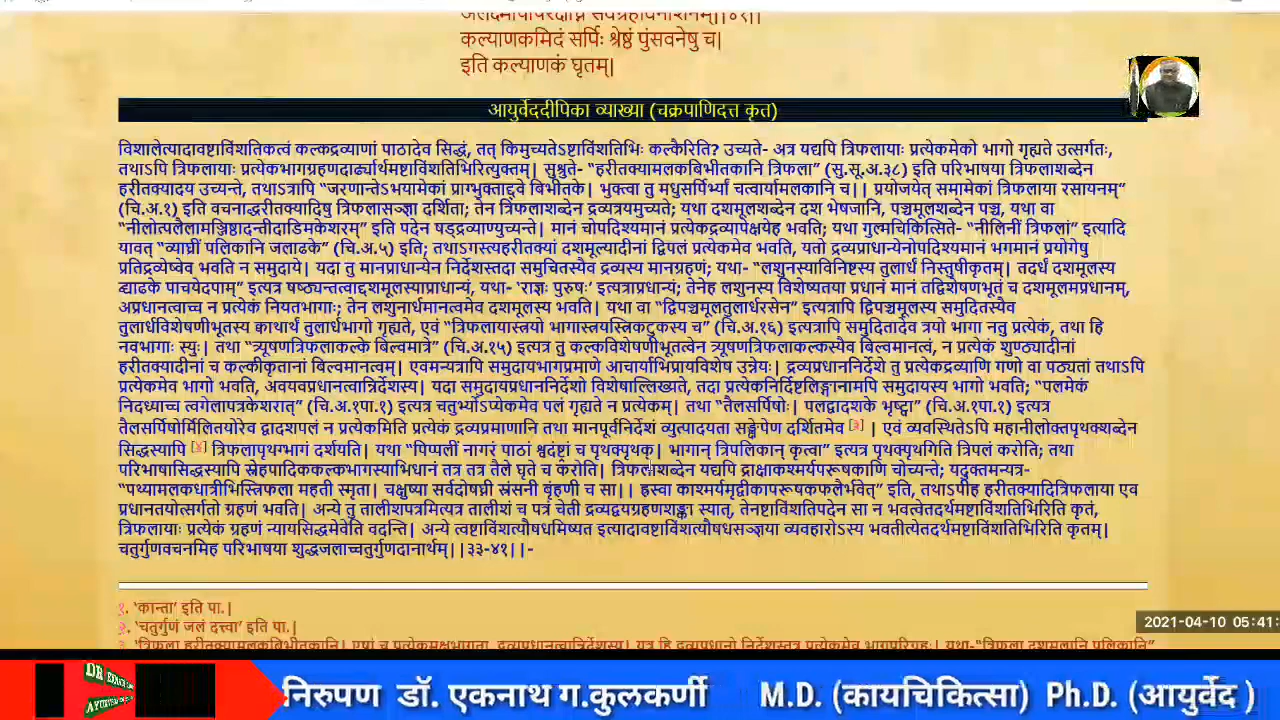 कल्याणकमिदं सर्पिः श्रेष्ठं पुंसवनेषु च|
इति कल्याणकं घृतम्|
आयुर्वेददीपिका व्याख्या (चक्रपाणिदत्त कृत)
विशालेत्यादावष्टाविंशतिकत्वं कल्कद्रव्याणां पाठादेव सिद्धं, तत् किमुच्यतेऽष्टाविंशतिभिः कल्कैरिति? उच्यते- अत्र यद्यपि त्रिफलायाः प्रत्येकमेको भागो गृह्यते उत्सर्गतः,
तथाऽपि त्रिफलायाः प्रत्येकभागग्रहणदार्ढ्यार्थमष्टाविंशतिभिरित्युक्तम्| सुश्रुते- “हरीतक्यामलकबिभीतकानि त्रिफला” (सु.सू.अ.३८) इति परिभाषया त्रिफलाशब्देन
हरीतक्यादय उच्यन्ते, तथाऽत्रापि “जरणान्तेऽभयामेकां प्राग्भुक्ताद्द्वे बिभीतके| भुक्त्वा तु मधुसर्पिर्भ्यां चत्वार्यामलकानि च|| प्रयोजयेत् समामेकां त्रिफलाया रसायनम्”
(चि.अ.१) इति वचनाद्धरीतक्यादिषु त्रिफलासञ्ज्ञा दर्शिता; तेन त्रिफलाशब्देन द्रव्यत्रयमुच्यते; यथा दशमूलशब्देन दश भेषजानि, पञ्चमूलशब्देन पञ्च, यथा वा
“नीलोत्पलैलामञ्जिष्ठादन्तीदाडिमकेशरम्” इति पदेन षड्द्रव्याण्युच्यन्ते| मानं चोपदिश्यमानं प्रत्येकद्रव्यापेक्षयेह भवति; यथा गुल्मचिकित्सिते- “नीलिनीं त्रिफलां” इत्यादि
यावत् “व्याघ्रीं पलिकानि जलाढके” (चि.अ.५) इति; तथाऽगस्त्यहरीतक्यां दशमूल्यादीनां द्विपलं प्रत्येकमेव भवति, यतो द्रव्यप्राधान्येनोपदिश्यमानं भगमानं प्रयोगेषु
प्रतिद्रव्येष्वेव भवति न समुदाये| यदा तु मानप्राधान्येन निर्देशस्तदा समुचितस्यैव द्रव्यस्य मानग्रहणं; यथा- “लशुनस्याविनिष्टस्य तुलार्धं निस्तुषीकृतम्| तदर्धं दशमूलस्य
द्व्याढके पाचयेदपाम्” इत्यत्र षष्ठ्यन्तत्वाद्दशमूलस्याप्राधान्यं, यथा- ‘राज्ञः पुरुषः’ इत्यत्राप्राधान्यं; तेनेह लशुनस्य विशेष्यतया प्रधानं मानं तद्विशेषणभूतं च दशमूलमप्रधानम्,
अप्रधानत्वाच्च न प्रत्येकं नियतभागाः; तेन लशुनार्धमानत्वमेव दशमूलस्य भवति| यथा वा “द्विपञ्चमूलतुलार्धरसेन” इत्यत्रापि द्विपञ्चमूलस्य समुदितस्यैव
तुलार्धविशेषणीभूतस्य क्वाथार्थं तुलार्धभागो गृह्यते, एवं “त्रिफलायास्त्रयो भागास्त्रयस्त्रिकटुकस्य च” (चि.अ.१६) इत्यत्रापि समुदितादेव त्रयो भागा नतु प्रत्येकं, तथा हि
नवभागाः स्युः| तथा “त्र्यूषणत्रिफलाकल्के बिल्वमात्रे” (चि.अ.१५) इत्यत्र तु कल्कविशेषणीभूतत्वेन त्र्यूषणत्रिफलाकल्कस्यैव बिल्वमानत्वं, न प्रत्येकं शुण्ठ्यादीनां
हरीतक्यादीनां च कल्कीकृतानां बिल्वमानत्वम्| एवमन्यत्रापि समुदायभागप्रमाणे आचार्याभिप्रायविशेष उन्नेयः| द्रव्यप्रधाननिर्देशे तु प्रत्येकद्रव्याणि गणो वा पठ्यतां तथाऽपि
प्रत्येकमेव भागो भवति, अवयवप्रधानत्वान्निर्देशस्य| यदा समुदायप्रधाननिर्देशो विशेषाल्लिख्यते, तदा प्रत्येकनिर्दिष्टलिङ्गानामपि समुदायस्य भागो भवति; “पलमेकं
निदध्याच्च त्वगेलापत्रकेशरात्” (चि.अ.१पा.१) इत्यत्र चतुर्भ्योऽप्येकमेव पलं गृह्यते न प्रत्येकम्| तथा “तैलसर्पिषोः| पलद्वादशके भृष्ट्वा” (चि.अ.१पा.१) इत्यत्र
तैलसर्पिषोर्मिलितयोरेव द्वादशपलं न प्रत्येकमिति प्रत्येकं द्रव्यप्रमाणानि तथा मानपूर्वनिर्देशं व्युत्पादयता सङ्क्षेपेण दर्शितमेव [३] | एवं व्यवस्थितेऽपि महानीलोक्तपृथक्शब्देन
सिद्धस्यापि [४] त्रिफलापृथग्भागं दर्शयति| यथा “पिप्पलीं नागरं पाठां श्वदंष्ट्रां च पृथक्पृथक्| भागान् त्रिपलिकान् कृत्वा” इत्यत्र पृथक्पृथगिति त्रिपलं करोति; तथा
परिभाषासिद्धस्यापि स्नेहपादिककल्कभागस्याभिधानं तत्र तत्र तैले घृते च करोति| त्रिफलाशब्देन यद्यपि द्राक्षाकश्मर्यपरूषकाणि चोच्यन्ते; यदुक्तमन्यत्र-
“पथ्यामलकधात्रीभिस्त्रिफला महती स्मृता| चक्षुष्या सर्वदोषघ्नी स्रंसनी बृंहणी च सा|| ह्रस्वा काश्मर्यमृद्वीकापरूषकफलैर्भवेत्” इति, तथाऽपीह हरीतक्यादित्रिफलाया एव
प्रधानतयोत्सर्गतो ग्रहणं भवति| अन्ये तु तालीशपत्रमित्यत्र तालीशं च पत्रं चेती द्रव्यद्वयग्रहणशङ्का स्यात्, तेनष्टाविंशतिपदेन सा न भवत्वेतदर्थमष्टाविंशतिभिरिति कृतं,
त्रिफलायाः प्रत्येकं ग्रहणं न्यायसिद्धमेवेति वदन्ति| अन्ये त्वष्टाविंशत्यौषधमिष्यत इत्यादावष्टाविंशत्यौषधसञ्ज्ञया व्यवहारोऽस्य भवतीत्येतदर्थमष्टाविंशतिभिरिति कृतम्|
चतुर्गुणवचनमिह परिभाषया शुद्धजलाच्चतुर्गुणदानार्थम्||३३-४१||-
१. ‘कान्ता’ इति पा.|
२. ‘चतुर्गुणं जलं दत्त्वा’ इति पा.|
2021-04-10 05:41:
निरुपण डॉ. एकनाथ ग.कुलकर्णी M.D. (कायचिकित्सा) Ph.D. (आयुर्वेद )